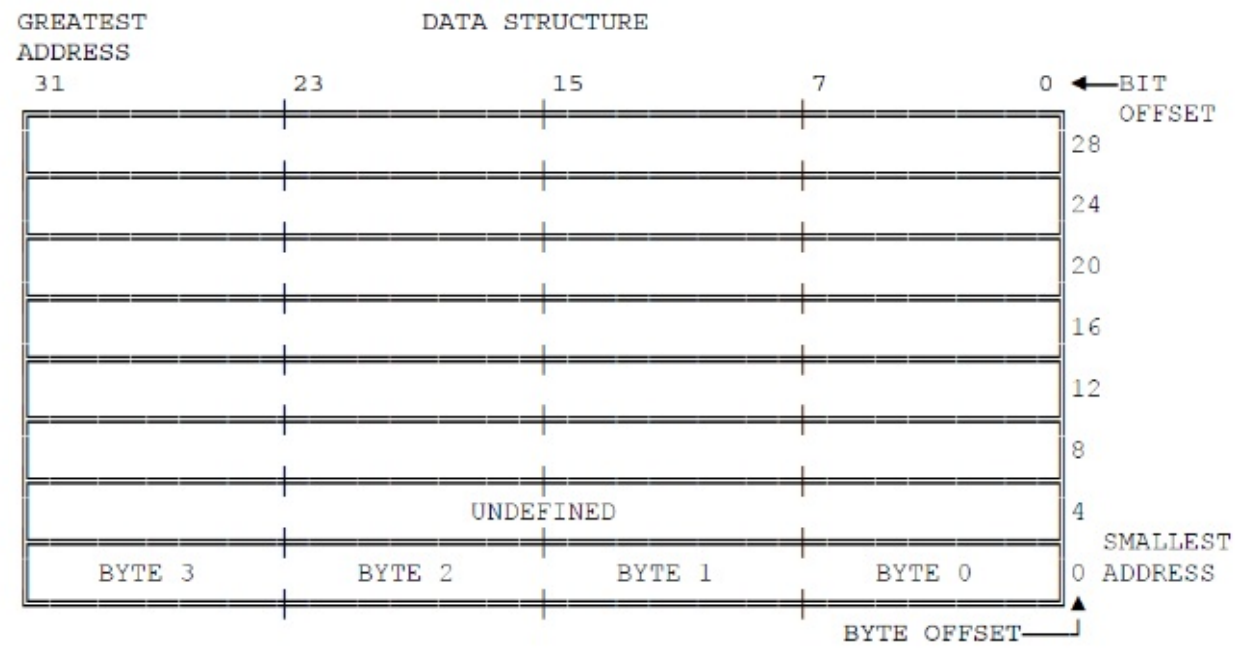 GREATEST ADDRESS DATA STRUCTURE
31 23 15 7 0 BIT OFFSET
28
24
20
16
12
8
UNDEFINED 4
BYTE 3 BYTE 2 BYTE 1 BYTE 0 0 SMALLEST ADDRESS
BYTE OFFSET